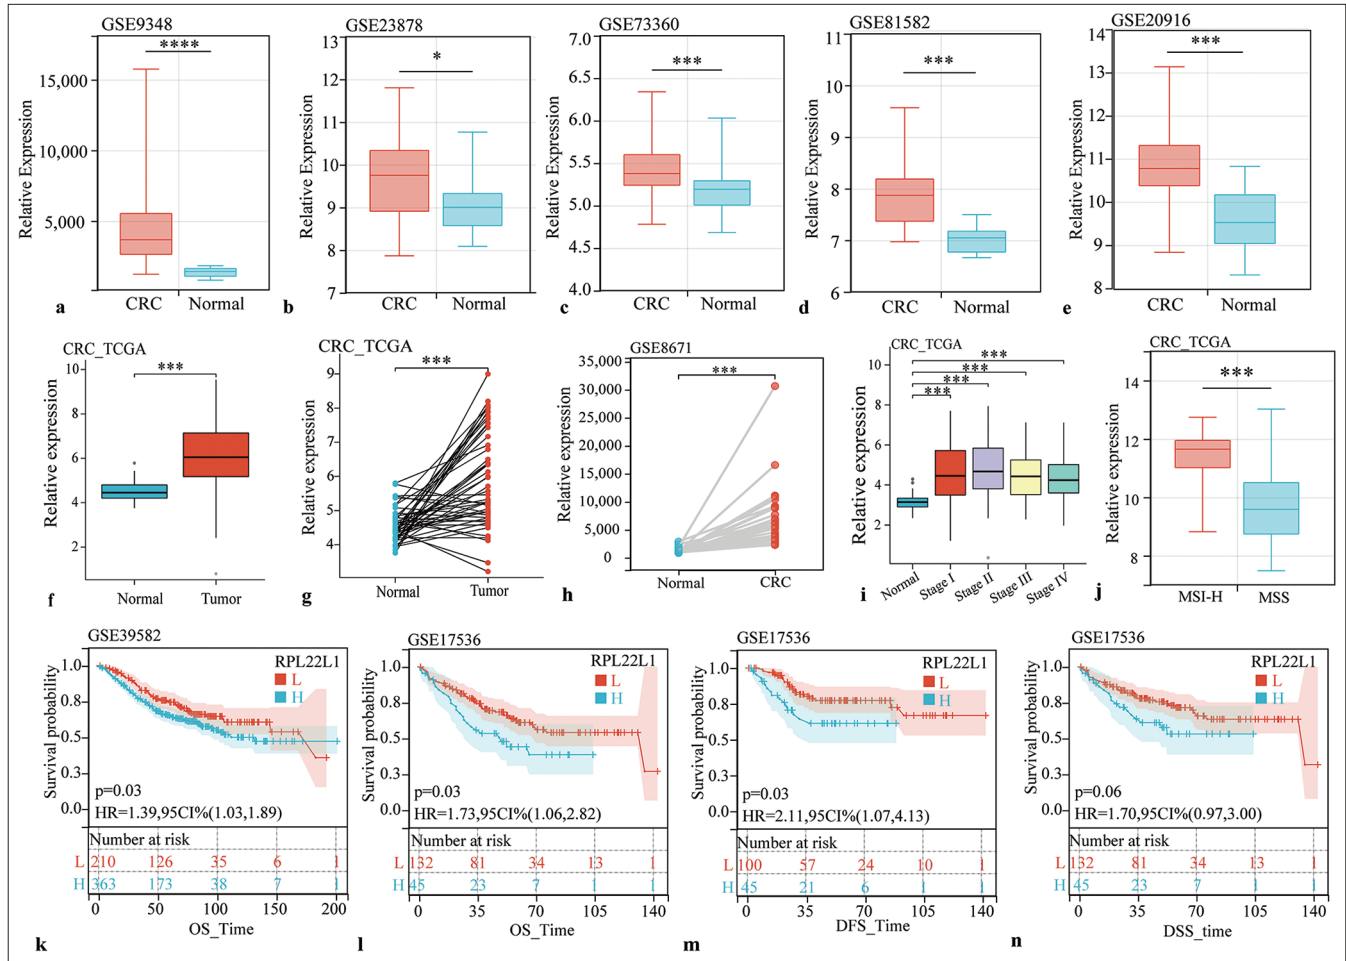 GSE9348
****
Relative Expression
15,000
10,000
5,000
CRC Normal
a
GSE23878
*
Relative Expression
13
12
11
10
9
8
7
CRC Normal
b
GSE73360
***
Relative Expression
7.0
6.5
6.0
5.5
5.0
4.5
4.0
CRC Normal
c
GSE81582
***
Relative Expression
11
10
9
8
7
6
CRC Normal
d
GSE20916
***
Relative Expression
14
13
12
11
10
9
8
CRC Normal
e
CRC_TCGA
***
Relative expression
10
8
6
4
2
Normal Tumor
f
CRC_TCGA
***
Relative expression
9
8
7
6
5
4
Normal Tumor
g
GSE8671
***
Relative expression
35,000
30,000
25,000
20,000
15,000
10,000
5,000
0
Normal CRC
h
CRC_TCGA
***
***
***
***
Relative expression
10
8
6
4
2
Normal Stage I Stage II Stage III Stage IV
i
CRC_TCGA
***
Relative expression
14
12
10
8
MSI-H MSS
j
GSE39582
RPL22L1
L
H
Survival probability
1.0
0.8
0.5
0.3
0.0
p=0.03
HR=1.39,95CI%(1.03,1.89)
Number at risk
L 210 126 35 6 1
H 363 173 38 7 1
0 50 100 150 200
OS_Time
k
GSE17536
RPL22L1
L
H
Survival probability
1.0
0.8
0.5
0.3
0.0
p=0.03
HR=1.73,95CI%(1.06,2.82)
Number at risk
L 132 81 34 13 1
H 45 23 7 1 1
0 35 70 105 140
OS_Time
l
GSE17536
RPL22L1
L
H
Survival probability
1.0
0.8
0.5
0.3
0.0
p=0.03
HR=2.11,95CI%(1.07,4.13)
Number at risk
L 100 57 24 10 1
H 45 21 6 1 1
0 35 70 105 140
DFS_Time
m
GSE17536
RPL22L1
L
H
Survival probability
1.0
0.8
0.5
0.3
0.0
p=0.06
HR=1.70,95CI%(0.97,3.00)
Number at risk
L 132 81 34 13 1
H 45 23 7 1 1
0 35 70 105 140
DSS_time
n